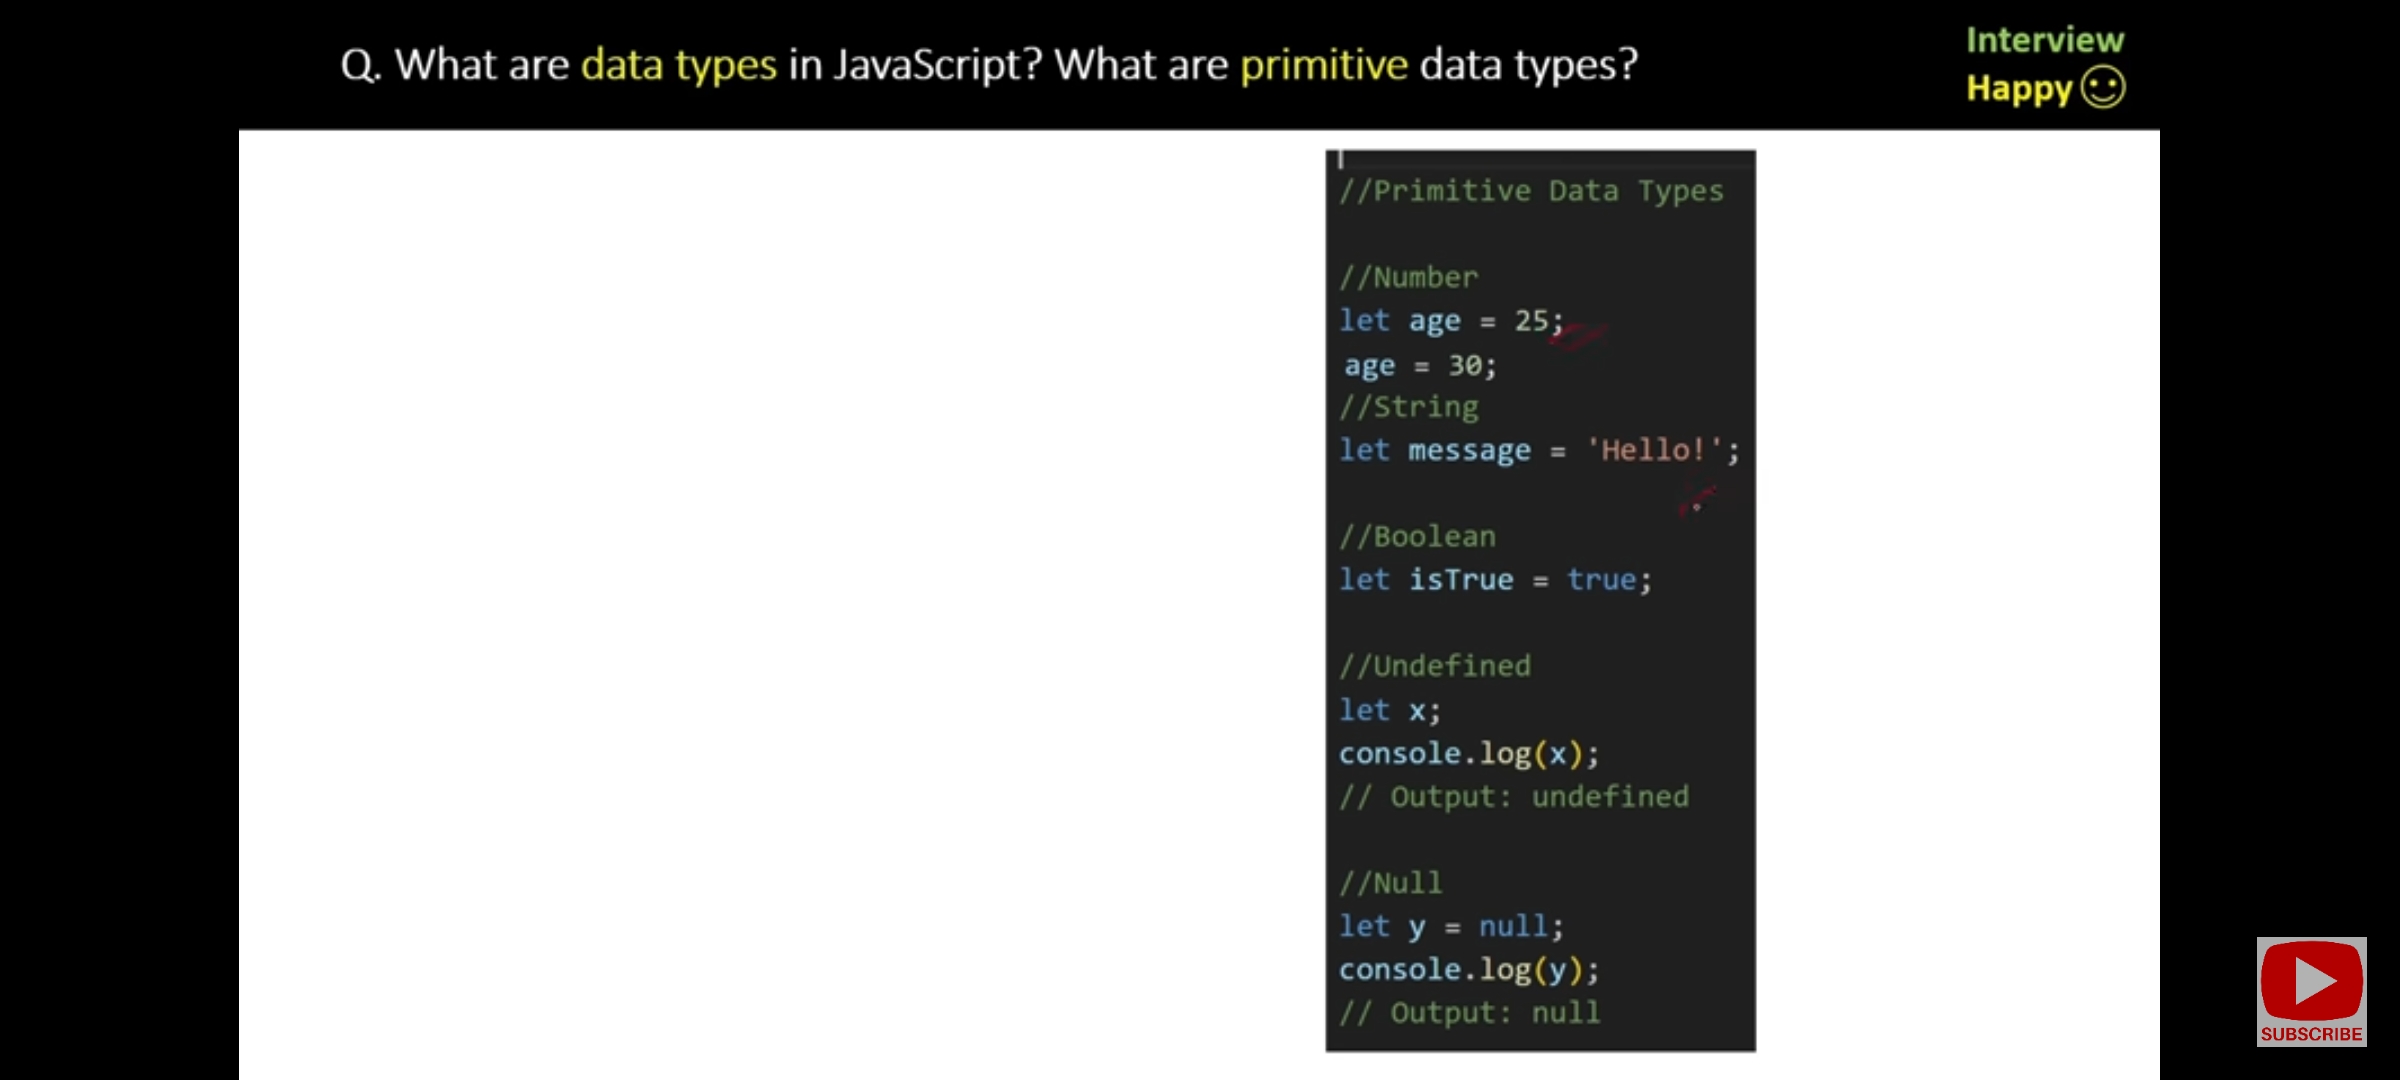 Q. What are data types in JavaScript? What are primitive data types?
Interview
Happy
//Primitive Data Types
//Number
let age = 25;
age = 30;
//String
let message = 'Hello!';
//Boolean
let isTrue = true;
//Undefined
let x;
console.log(x);
// Output: undefined
//Null
let y = null;
console.log(y);
// Output: null
SUBSCRIBE